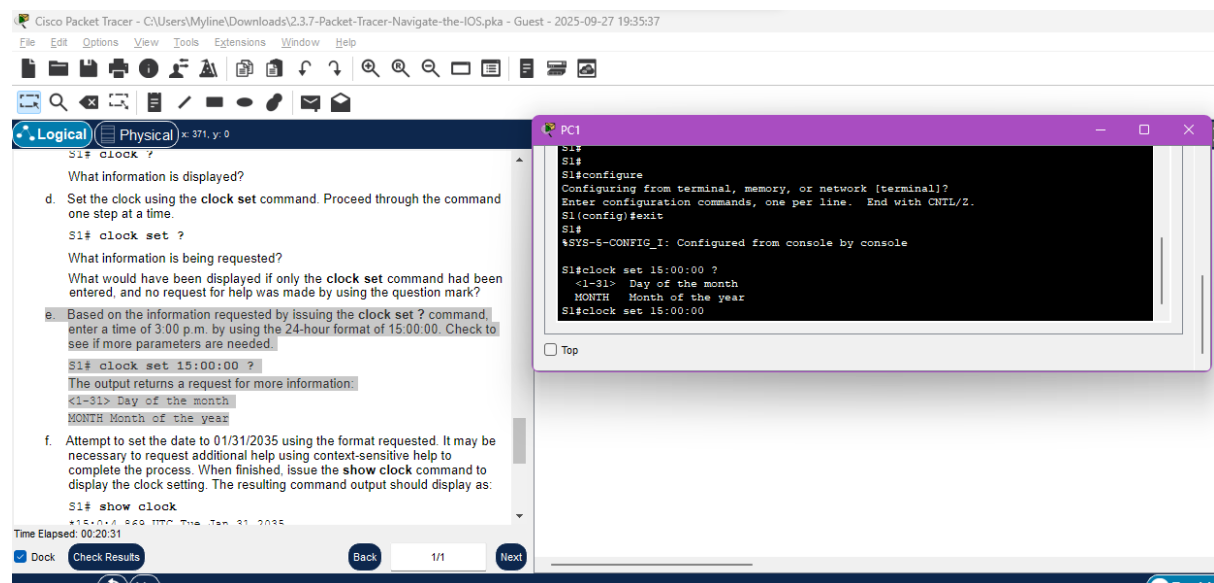 Cisco Packet Tracer - C:\Users\Myline\Downloads\2.3.7-Packet-Tracer-Navigate-the-IOS.pka - Guest - 2025-09-27 19:35:37
File Edit Options View Tools Extensions Window Help
Logical Physical x: 371, y: 0
S1# clock ?
What information is displayed?
d. Set the clock using the clock set command. Proceed through the command
one step at a time.
S1# clock set ?
What information is being requested?
What would have been displayed if only the clock set command had been
entered, and no request for help was made by using the question mark?
e. Based on the information requested by issuing the clock set ? command,
enter a time of 3:00 p.m. by using the 24-hour format of 15:00:00. Check to
see if more parameters are needed.
S1# clock set 15:00:00 ?
The output returns a request for more information:
<1-31> Day of the month
MONTH Month of the year
f. Attempt to set the date to 01/31/2035 using the format requested. It may be
necessary to request additional help using context-sensitive help to
complete the process. When finished, issue the show clock command to
display the clock setting. The resulting command output should display as:
S1# show clock
*15:0:4.869 UTC Tue Jan 31 2035
Time Elapsed: 00:20:31
Dock Check Results Back 1/1 Next
PC1
S1#
S1#
S1#configure
Configuring from terminal, memory, or network [terminal]?
Enter configuration commands, one per line. End with CNTL/Z.
S1(config)#exit
S1#
%SYS-5-CONFIG_I: Configured from console by console
S1#clock set 15:00:00 ?
<1-31> Day of the month
MONTH Month of the year
S1#clock set 15:00:00
Top